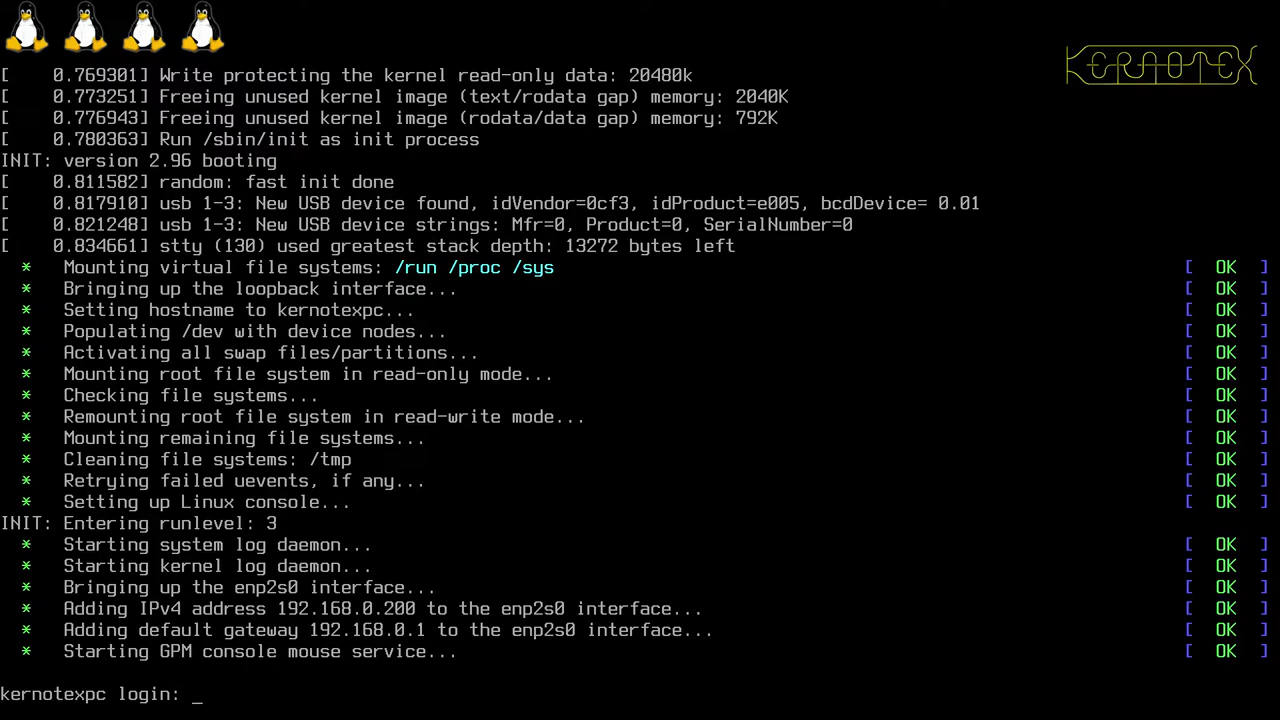 KERNOTEX
[    0.769301] Write protecting the kernel read-only data: 20480k
[    0.773251] Freeing unused kernel image (text/rodata gap) memory: 2040K
[    0.776943] Freeing unused kernel image (rodata/data gap) memory: 792K
[    0.780363] Run /sbin/init as init process
INIT: version 2.96 booting
[    0.811582] random: fast init done
[    0.817910] usb 1-3: New USB device found, idVendor=0cf3, idProduct=e005, bcdDevice= 0.01
[    0.821248] usb 1-3: New USB device strings: Mfr=0, Product=0, SerialNumber=0
[    0.834661] stty (130) used greatest stack depth: 13272 bytes left
* Mounting virtual file systems: /run /proc /sys [ OK ]
* Bringing up the loopback interface... [ OK ]
* Setting hostname to kernotexpc... [ OK ]
* Populating /dev with device nodes... [ OK ]
* Activating all swap files/partitions... [ OK ]
* Mounting root file system in read-only mode... [ OK ]
* Checking file systems... [ OK ]
* Remounting root file system in read-write mode... [ OK ]
* Mounting remaining file systems... [ OK ]
* Cleaning file systems: /tmp [ OK ]
* Retrying failed uevents, if any... [ OK ]
* Setting up Linux console... [ OK ]
INIT: Entering runlevel: 3
* Starting system log daemon... [ OK ]
* Starting kernel log daemon... [ OK ]
* Bringing up the enp2s0 interface... [ OK ]
* Adding IPv4 address 192.168.0.200 to the enp2s0 interface... [ OK ]
* Adding default gateway 192.168.0.1 to the enp2s0 interface... [ OK ]
* Starting GPM console mouse service... [ OK ]
kernotexpc login: _